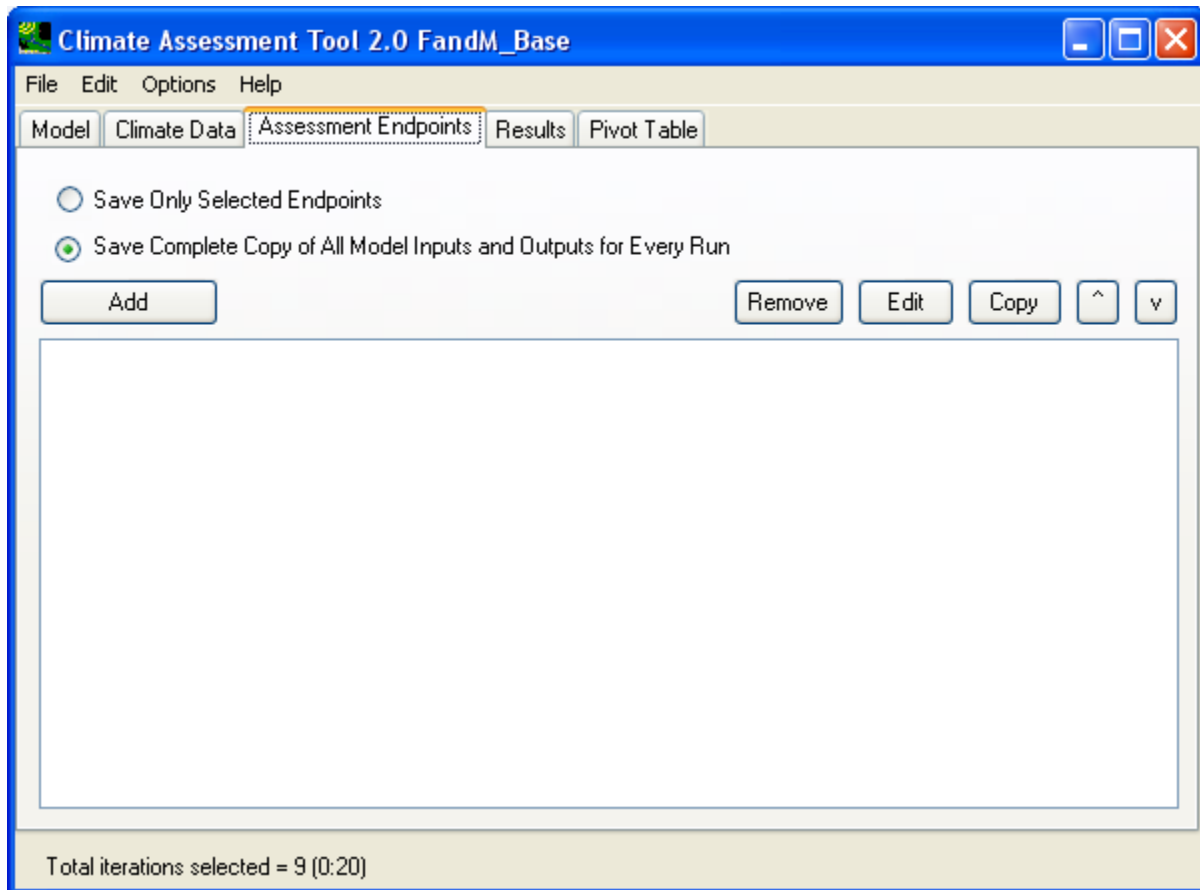 Climate Assessment Tool 2.0 FandM_Base
File Edit Options Help
Model Climate Data Assessment Endpoints Results Pivot Table
Save Only Selected Endpoints
Save Complete Copy of All Model Inputs and Outputs for Every Run
Add Remove Edit Copy ^ v
Total iterations selected = 9 (0:20)